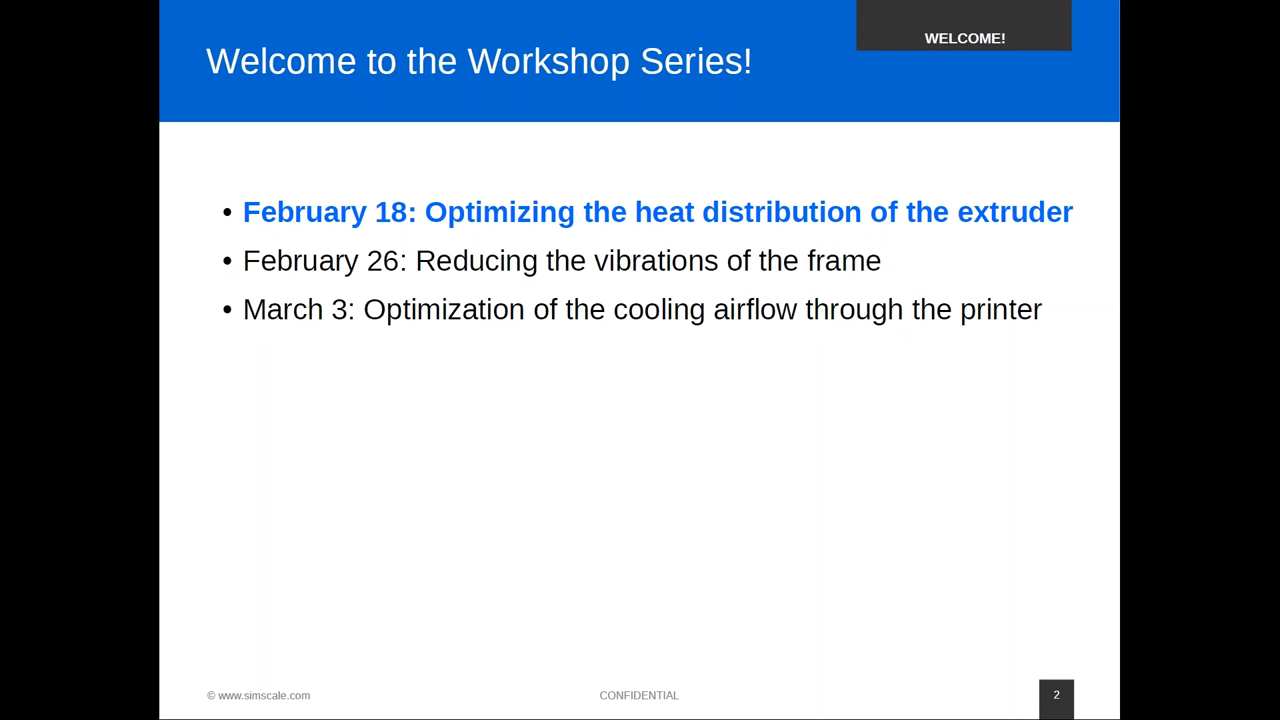 WELCOME!
Welcome to the Workshop Series!
• February 18: Optimizing the heat distribution of the extruder
• February 26: Reducing the vibrations of the frame
• March 3: Optimization of the cooling airflow through the printer
© www.simscale.com
CONFIDENTIAL
2